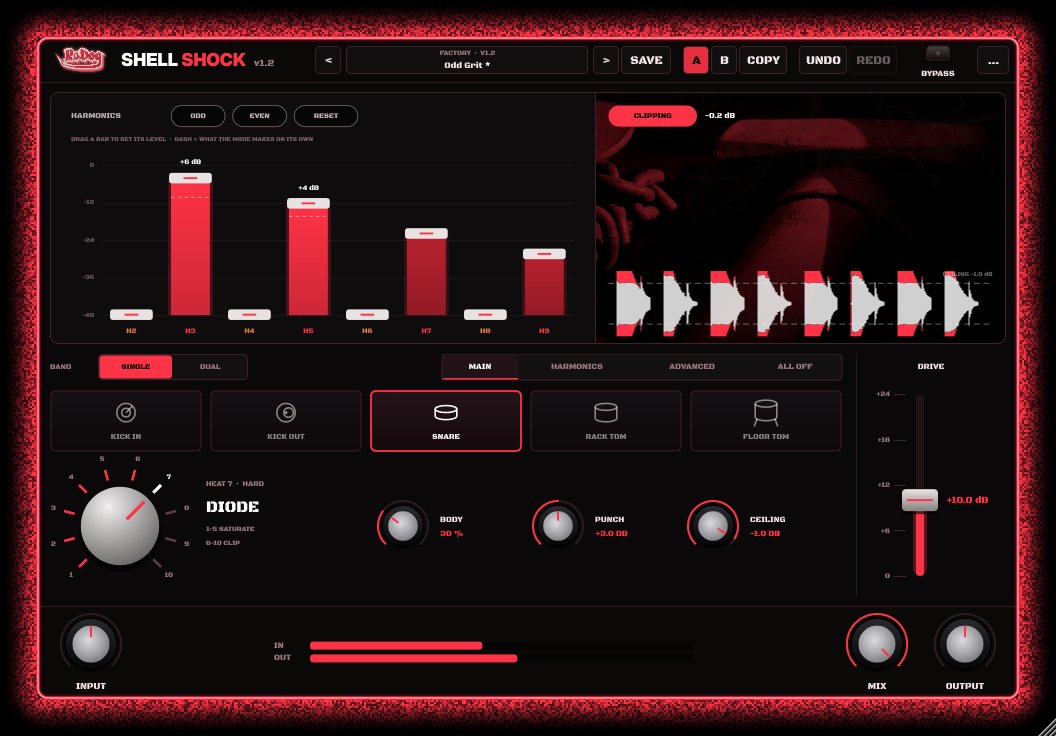 RaDog
SHELL SHOCK v1.2
<
FACTORY · V1.2
Odd Grit *
>
SAVE
A
B
COPY
UNDO
REDO
BYPASS
...
HARMONICS
ODD
EVEN
RESET
DRAG A BAR TO SET ITS LEVEL · DASH = WHAT THE MODE MAKES ON ITS OWN
+6 dB
+4 dB
0
-12
-24
-36
-48
H2
H3
H4
H5
H6
H7
H8
H9
CLIPPING
-0.2 dB
CEILING -1.0 dB
BAND
SINGLE
DUAL
MAIN
HARMONICS
ADVANCED
ALL OFF
KICK IN
KICK OUT
SNARE
RACK TOM
FLOOR TOM
1
2
3
4
5
6
7
8
9
10
HEAT 7 · HARD
DIODE
1-5 SATURATE
6-10 CLIP
BODY
30 %
PUNCH
+3.0 DB
CEILING
-1.0 DB
DRIVE
+24
+18
+12
+6
0
+10.0 dB
INPUT
IN
OUT
MIX
OUTPUT